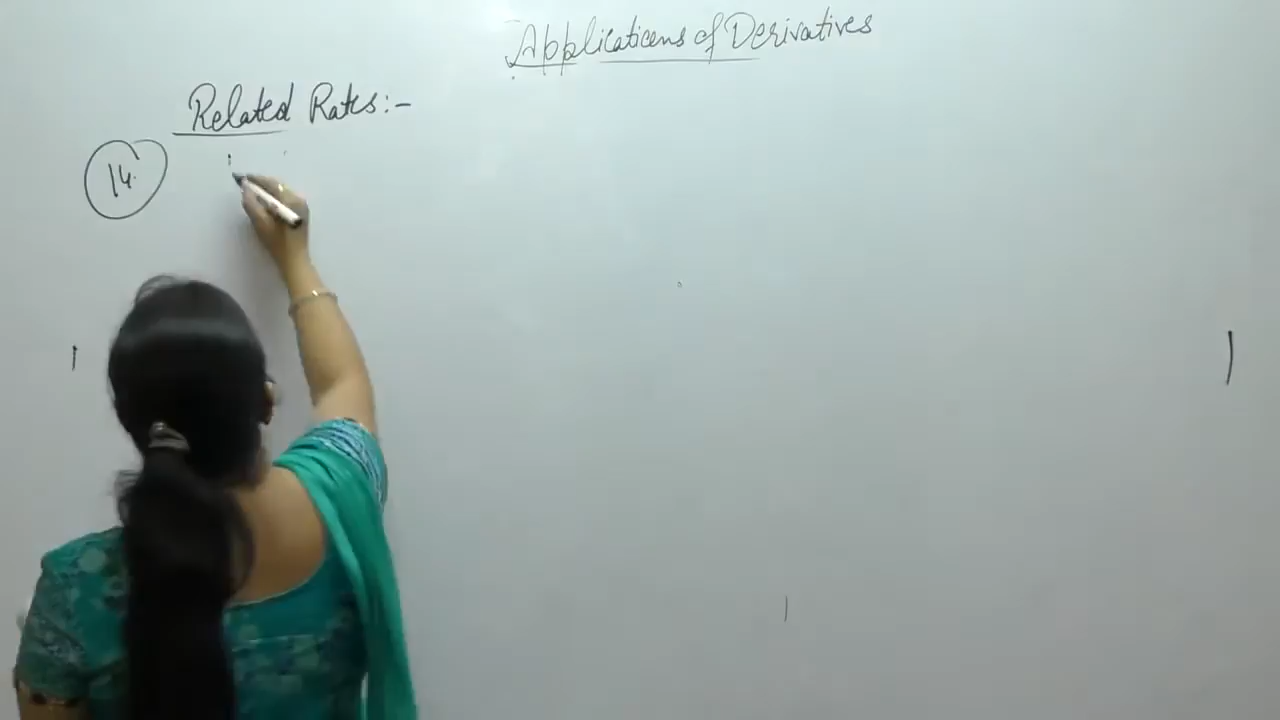 Applications of Derivatives
Related Rates:-
14.